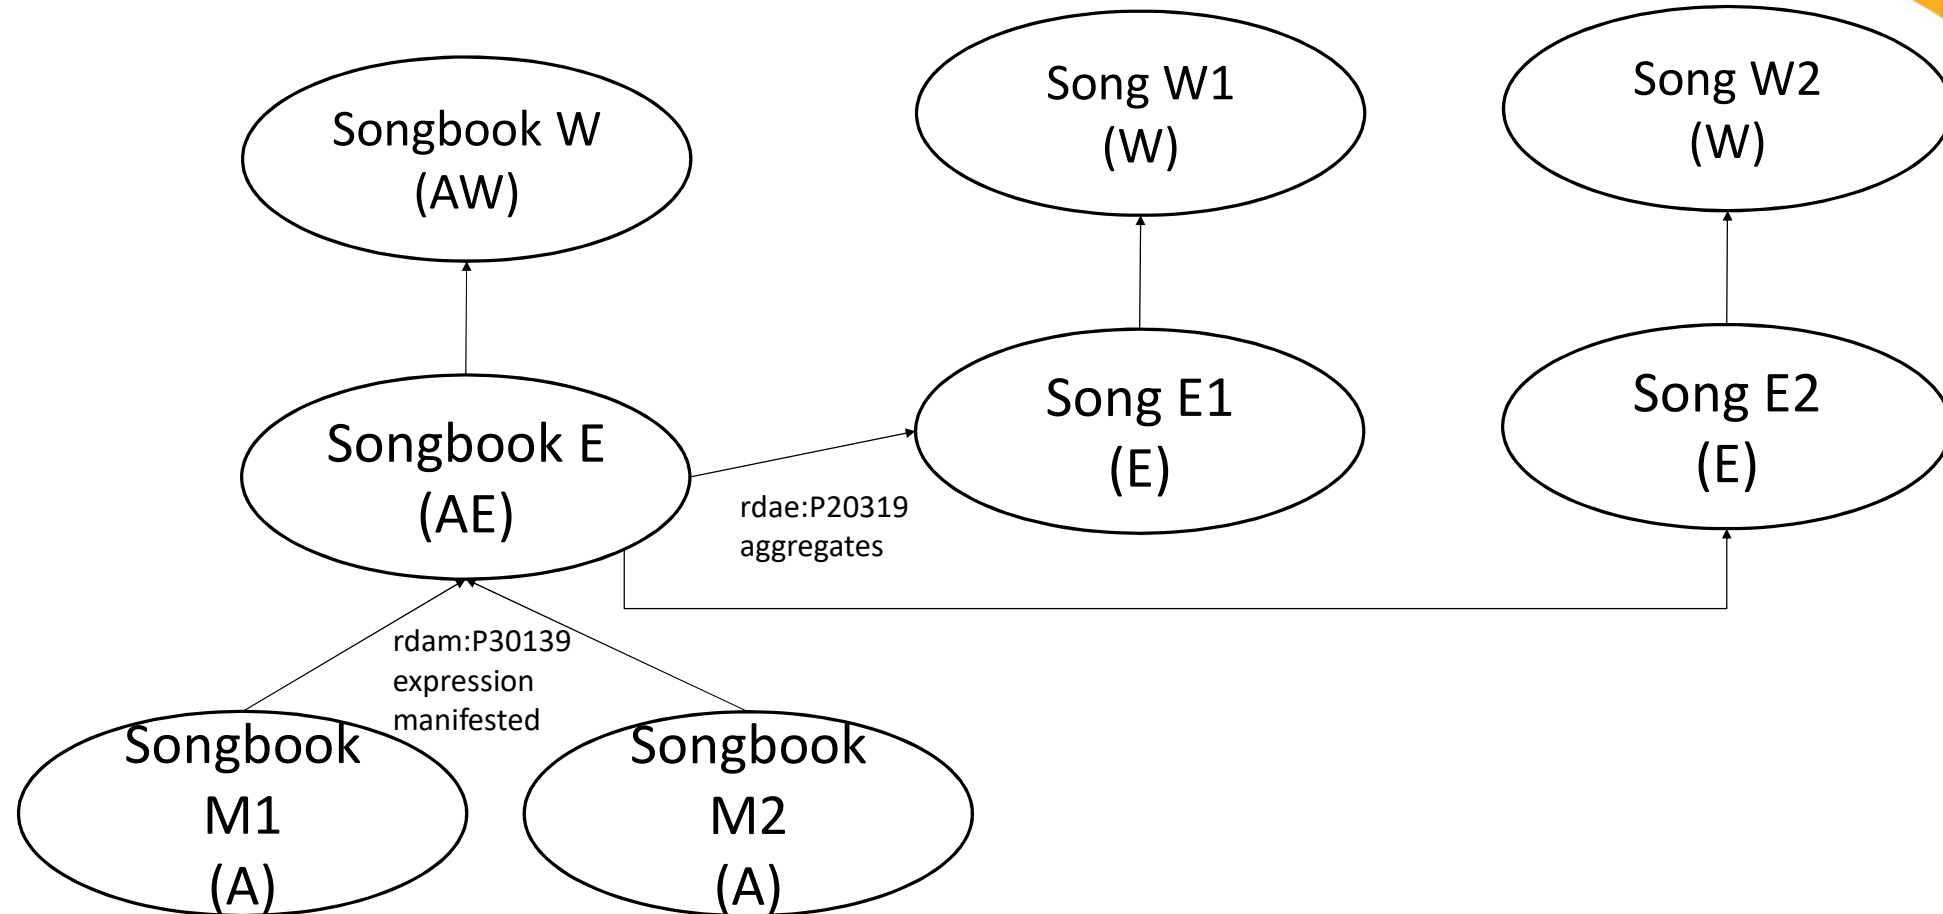 Songbook W
(AW)
Song W1
(W)
Song W2
(W)
Songbook E
(AE)
Song E1
(E)
Song E2
(E)
rdae:P20319
aggregates
rdam:P30139
expression
manifested
Songbook
M1
(A)
Songbook
M2
(A)